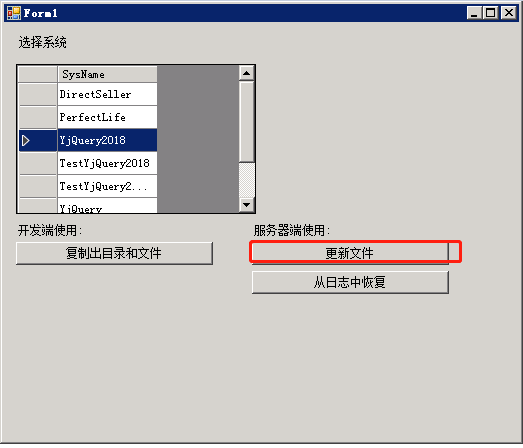 Form1
选择系统
SysName
DirectSeller
PerfectLife
YjQuery2018
TestYjQuery2018
TestYjQuery2...
YjQuery
开发端使用：
服务器端使用：
复制出目录和文件
更新文件
从日志中恢复